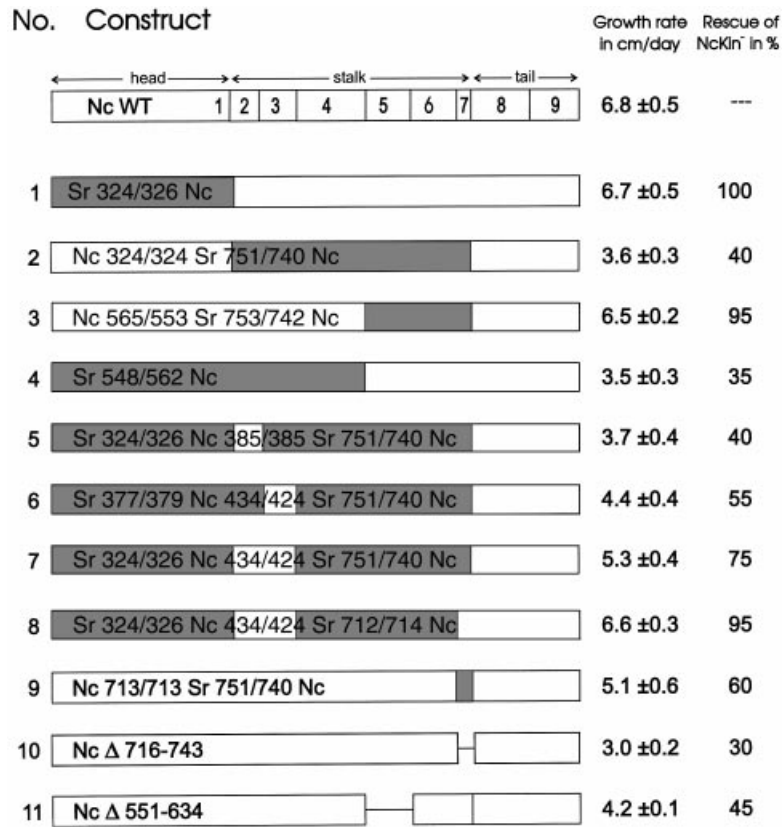 No. Construct Growth rate in cm/day Rescue of NcKin⁻ in %
head stalk tail
Nc WT 1 2 3 4 5 6 7 8 9 6.8 ±0.5 ---
1 Sr 324/326 Nc 6.7 ±0.5 100
2 Nc 324/324 Sr 751/740 Nc 3.6 ±0.3 40
3 Nc 565/553 Sr 753/742 Nc 6.5 ±0.2 95
4 Sr 548/562 Nc 3.5 ±0.3 35
5 Sr 324/326 Nc 385/385 Sr 751/740 Nc 3.7 ±0.4 40
6 Sr 377/379 Nc 434/424 Sr 751/740 Nc 4.4 ±0.4 55
7 Sr 324/326 Nc 434/424 Sr 751/740 Nc 5.3 ±0.4 75
8 Sr 324/326 Nc 434/424 Sr 712/714 Nc 6.6 ±0.3 95
9 Nc 713/713 Sr 751/740 Nc 5.1 ±0.6 60
10 Nc Δ 716-743 3.0 ±0.2 30
11 Nc Δ 551-634 4.2 ±0.1 45